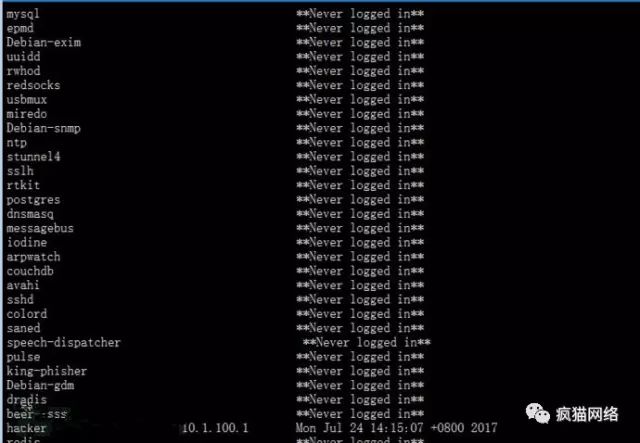 mysql **Never logged in**
epmd **Never logged in**
Debian-exim **Never logged in**
uuidd **Never logged in**
rwhod **Never logged in**
redsocks **Never logged in**
usbmux **Never logged in**
miredo **Never logged in**
Debian-snmp **Never logged in**
ntp **Never logged in**
stunnel4 **Never logged in**
sslh **Never logged in**
rtkit **Never logged in**
postgres **Never logged in**
dnsmasq **Never logged in**
messagebus **Never logged in**
iodine **Never logged in**
arpwatch **Never logged in**
couchdb **Never logged in**
avahi **Never logged in**
sshd **Never logged in**
colord **Never logged in**
saned **Never logged in**
speech-dispatcher **Never logged in**
pulse **Never logged in**
king-phisher **Never logged in**
Debian-gdm **Never logged in**
dradis **Never logged in**
**Never logged in**
hacker 10.1.100.1 Mon Jul 24 14:15:07 +0800 2017
redis **Never logged in**
疯猫网络